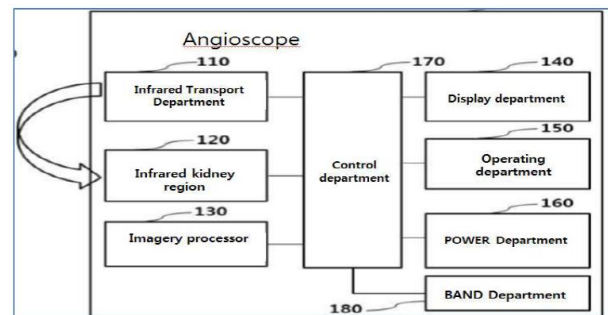 Angioscope
110
Infrared Transport
Department
120
Infrared kidney
region
130
Imagery processor
170
Control
department
140
Display department
150
Operating
department
160
POWER Department
BAND Department
180